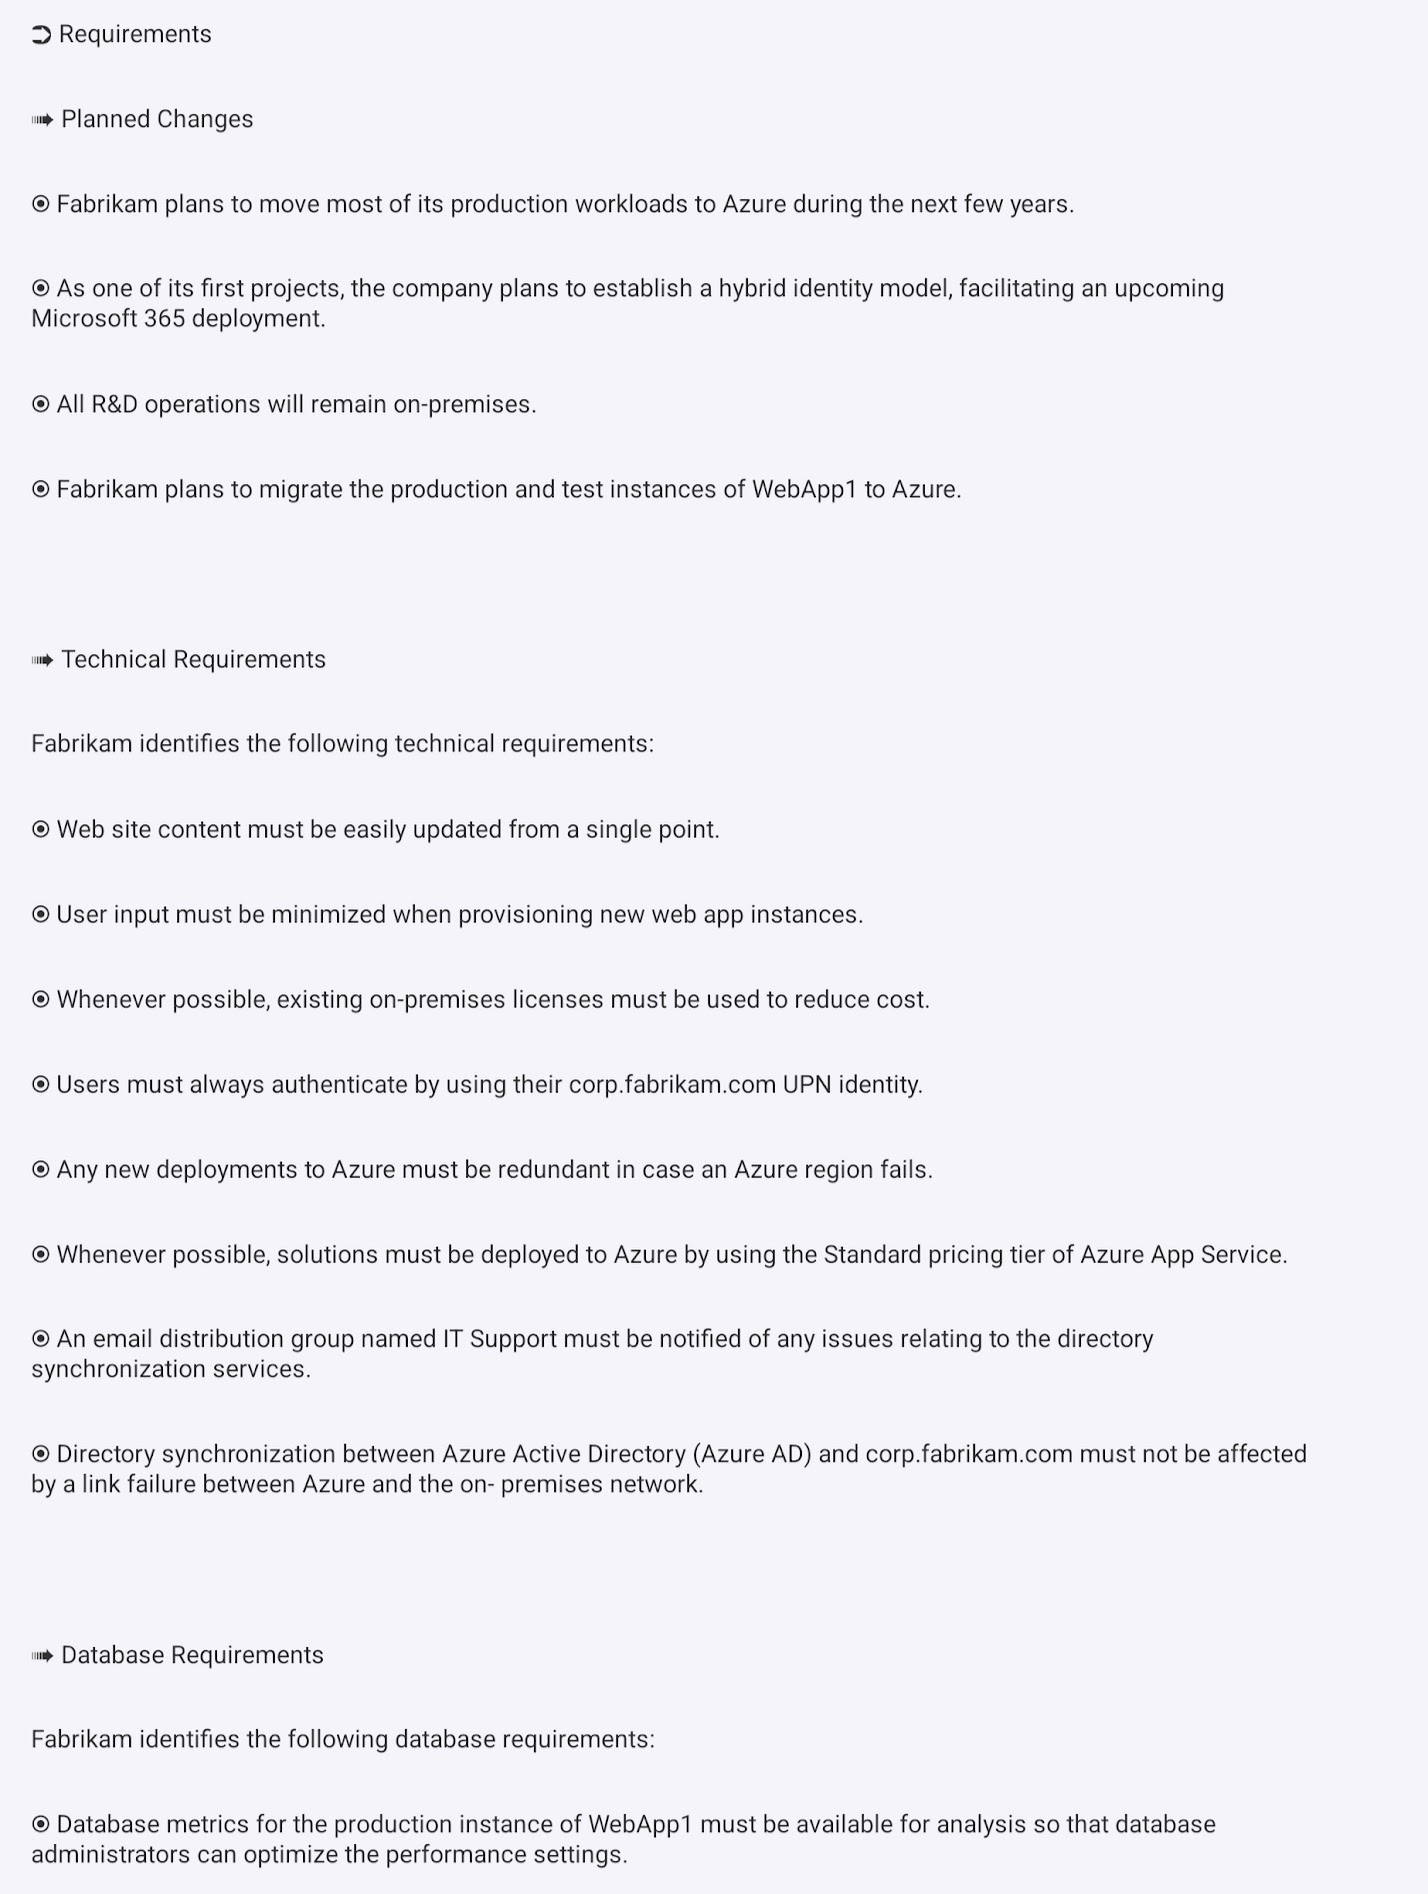 ➲ Requirements
➠ Planned Changes
⦿ Fabrikam plans to move most of its production workloads to Azure during the next few years.
⦿ As one of its first projects, the company plans to establish a hybrid identity model, facilitating an upcoming
Microsoft 365 deployment.
⦿ All R&D operations will remain on-premises.
⦿ Fabrikam plans to migrate the production and test instances of WebApp1 to Azure.
➠ Technical Requirements
Fabrikam identifies the following technical requirements:
⦿ Web site content must be easily updated from a single point.
⦿ User input must be minimized when provisioning new web app instances.
⦿ Whenever possible, existing on-premises licenses must be used to reduce cost.
⦿ Users must always authenticate by using their corp.fabrikam.com UPN identity.
⦿ Any new deployments to Azure must be redundant in case an Azure region fails.
⦿ Whenever possible, solutions must be deployed to Azure by using the Standard pricing tier of Azure App Service.
⦿ An email distribution group named IT Support must be notified of any issues relating to the directory
synchronization services.
⦿ Directory synchronization between Azure Active Directory (Azure AD) and corp.fabrikam.com must not be affected
by a link failure between Azure and the on- premises network.
➠ Database Requirements
Fabrikam identifies the following database requirements:
⦿ Database metrics for the production instance of WebApp1 must be available for analysis so that database
administrators can optimize the performance settings.